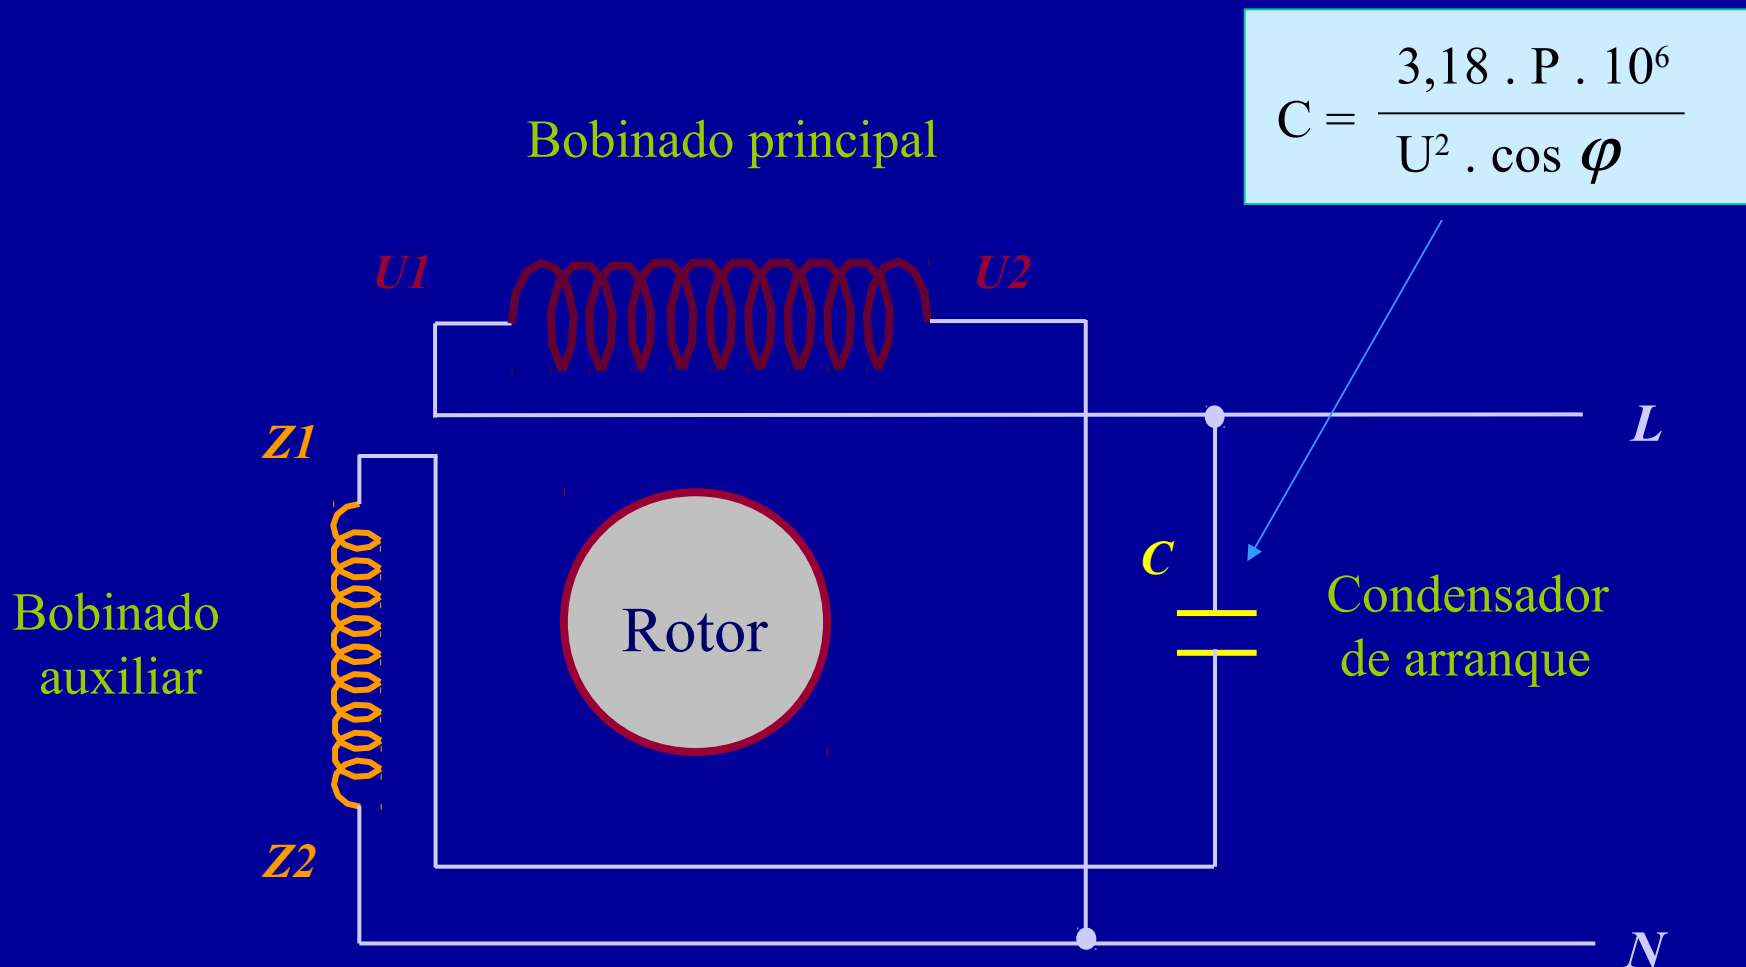 3,18 . P . 10⁶
C =
U² . cos φ
Bobinado principal
U1
U2
L
Z1
C
Condensador
de arranque
Bobinado
auxiliar
Rotor
Z2
N